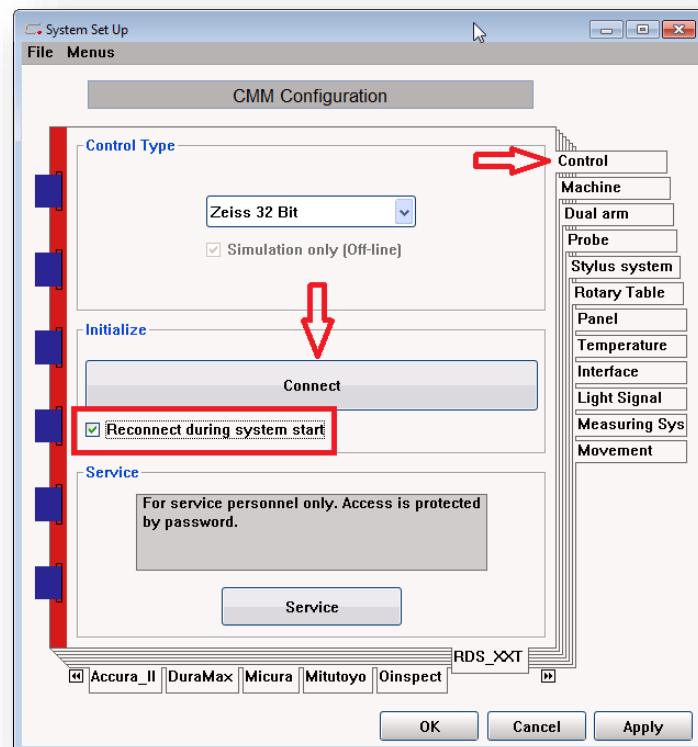 System Set Up
File Menus
CMM Configuration
Control Type
Zeiss 32 Bit
Simulation only (Off-line)
Initialize
Connect
Reconnect during system start
Service
For service personnel only. Access is protected
by password.
Service
Control
Machine
Dual arm
Probe
Stylus system
Rotary Table
Panel
Temperature
Interface
Light Signal
Measuring Sys
Movement
RDS_XXT
Accura_II DuraMax Micura Mitutoyo Oinspect
OK Cancel Apply